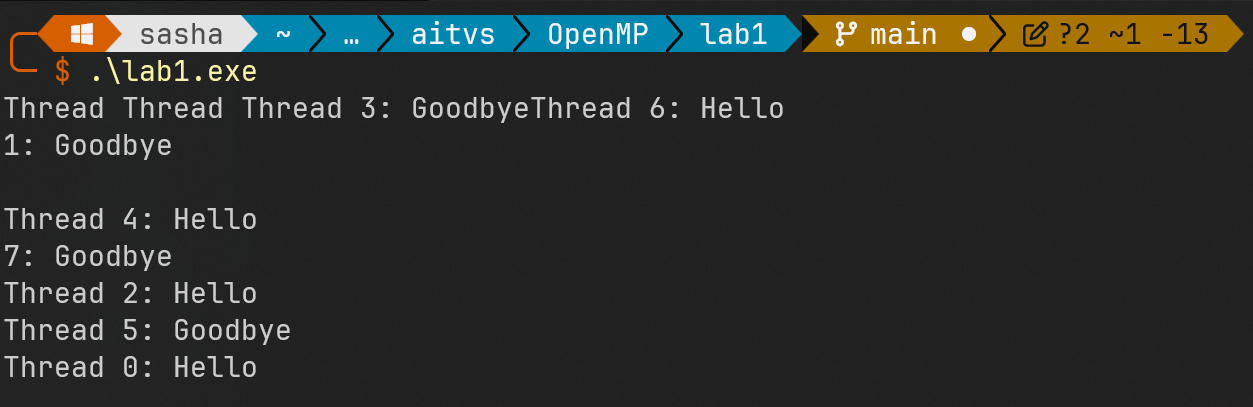 sasha ~ … aitvs OpenMP lab1 main ● ?2 ~1 -13
$ .\lab1.exe
Thread Thread Thread 3: GoodbyeThread 6: Hello
1: Goodbye

Thread 4: Hello
7: Goodbye
Thread 2: Hello
Thread 5: Goodbye
Thread 0: Hello